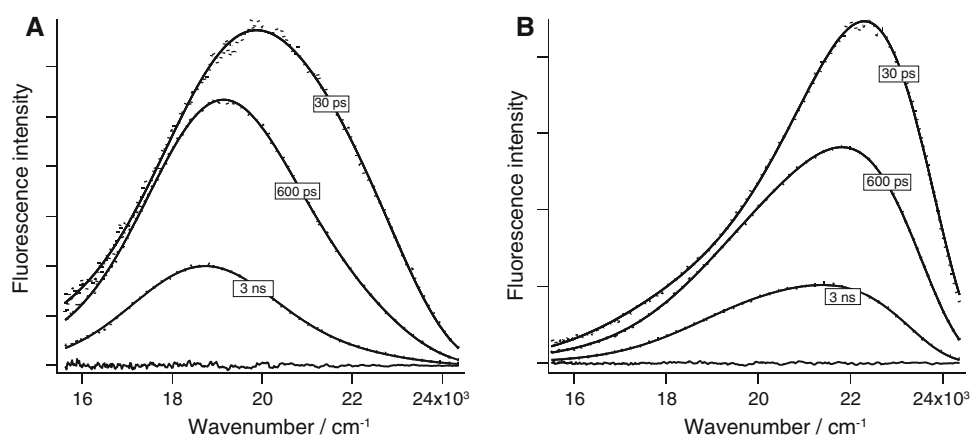 A
Fluorescence intensity
30 ps
600 ps
3 ns
16 18 20 22 24x10³
Wavenumber / cm⁻¹
B
Fluorescence intensity
30 ps
600 ps
3 ns
16 18 20 22 24x10³
Wavenumber / cm⁻¹